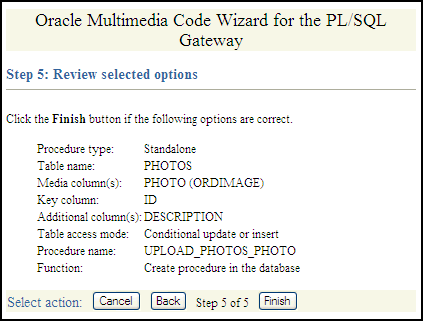 Oracle Multimedia Code Wizard for the PL/SQL
Gateway
Step 5: Review selected options
Click the Finish button if the following options are correct.
Procedure type: Standalone
Table name: PHOTOS
Media column(s): PHOTO (ORDIMAGE)
Key column: ID
Additional column(s): DESCRIPTION
Table access mode: Conditional update or insert
Procedure name: UPLOAD_PHOTOS_PHOTO
Function: Create procedure in the database
Select action: Cancel Back Step 5 of 5 Finish